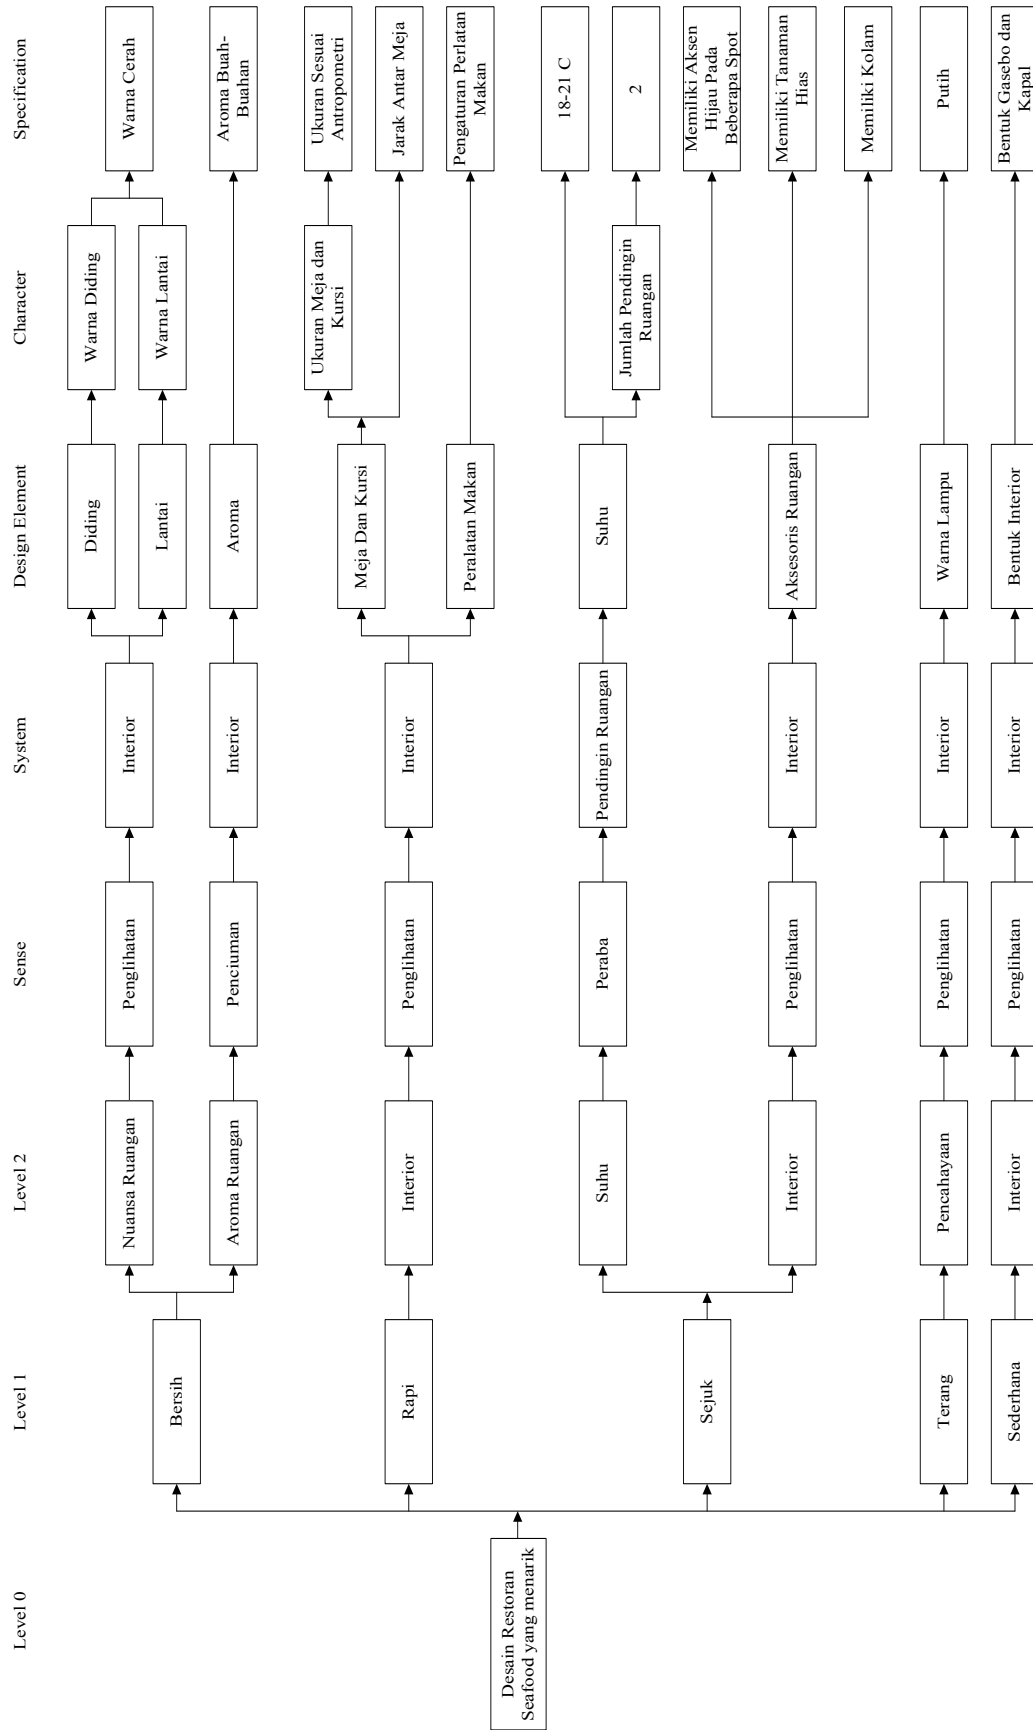 Level 0
Level 1
Level 2
Sense
System
Design Element
Character
Specification
Desain Restoran
Seafood yang menarik
Bersih
Nuansa Ruangan
Penglihatan
Interior
Diding
Warna Diding
Lantai
Warna Lantai
Warna Cerah
Aroma Ruangan
Penciuman
Interior
Aroma
Aroma Buah-
Buahan
Rapi
Interior
Penglihatan
Interior
Meja Dan Kursi
Ukuran Meja dan
Kursi
Ukuran Sesuai
Antropometri
Jarak Antar Meja
Peralatan Makan
Pengaturan Perlatan
Makan
Sejuk
Suhu
Peraba
Pendingin Ruangan
Suhu
18-21 C
Jumlah Pendingin
Ruangan
2
Interior
Penglihatan
Interior
Aksesoris Ruangan
Memiliki Aksen
Hijau Pada
Beberapa Spot
Memiliki Tanaman
Hias
Memiliki Kolam
Terang
Pencahayaan
Penglihatan
Interior
Warna Lampu
Putih
Sederhana
Interior
Penglihatan
Interior
Bentuk Interior
Bentuk Gasebo dan
Kapal